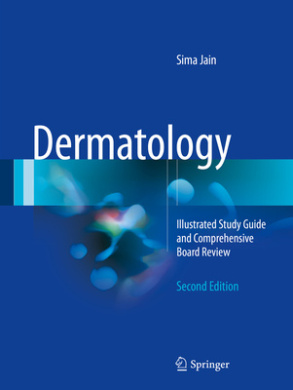 Sima Jain
Dermatology
Illustrated Study Guide
and Comprehensive
Board Review
Second Edition
Springer